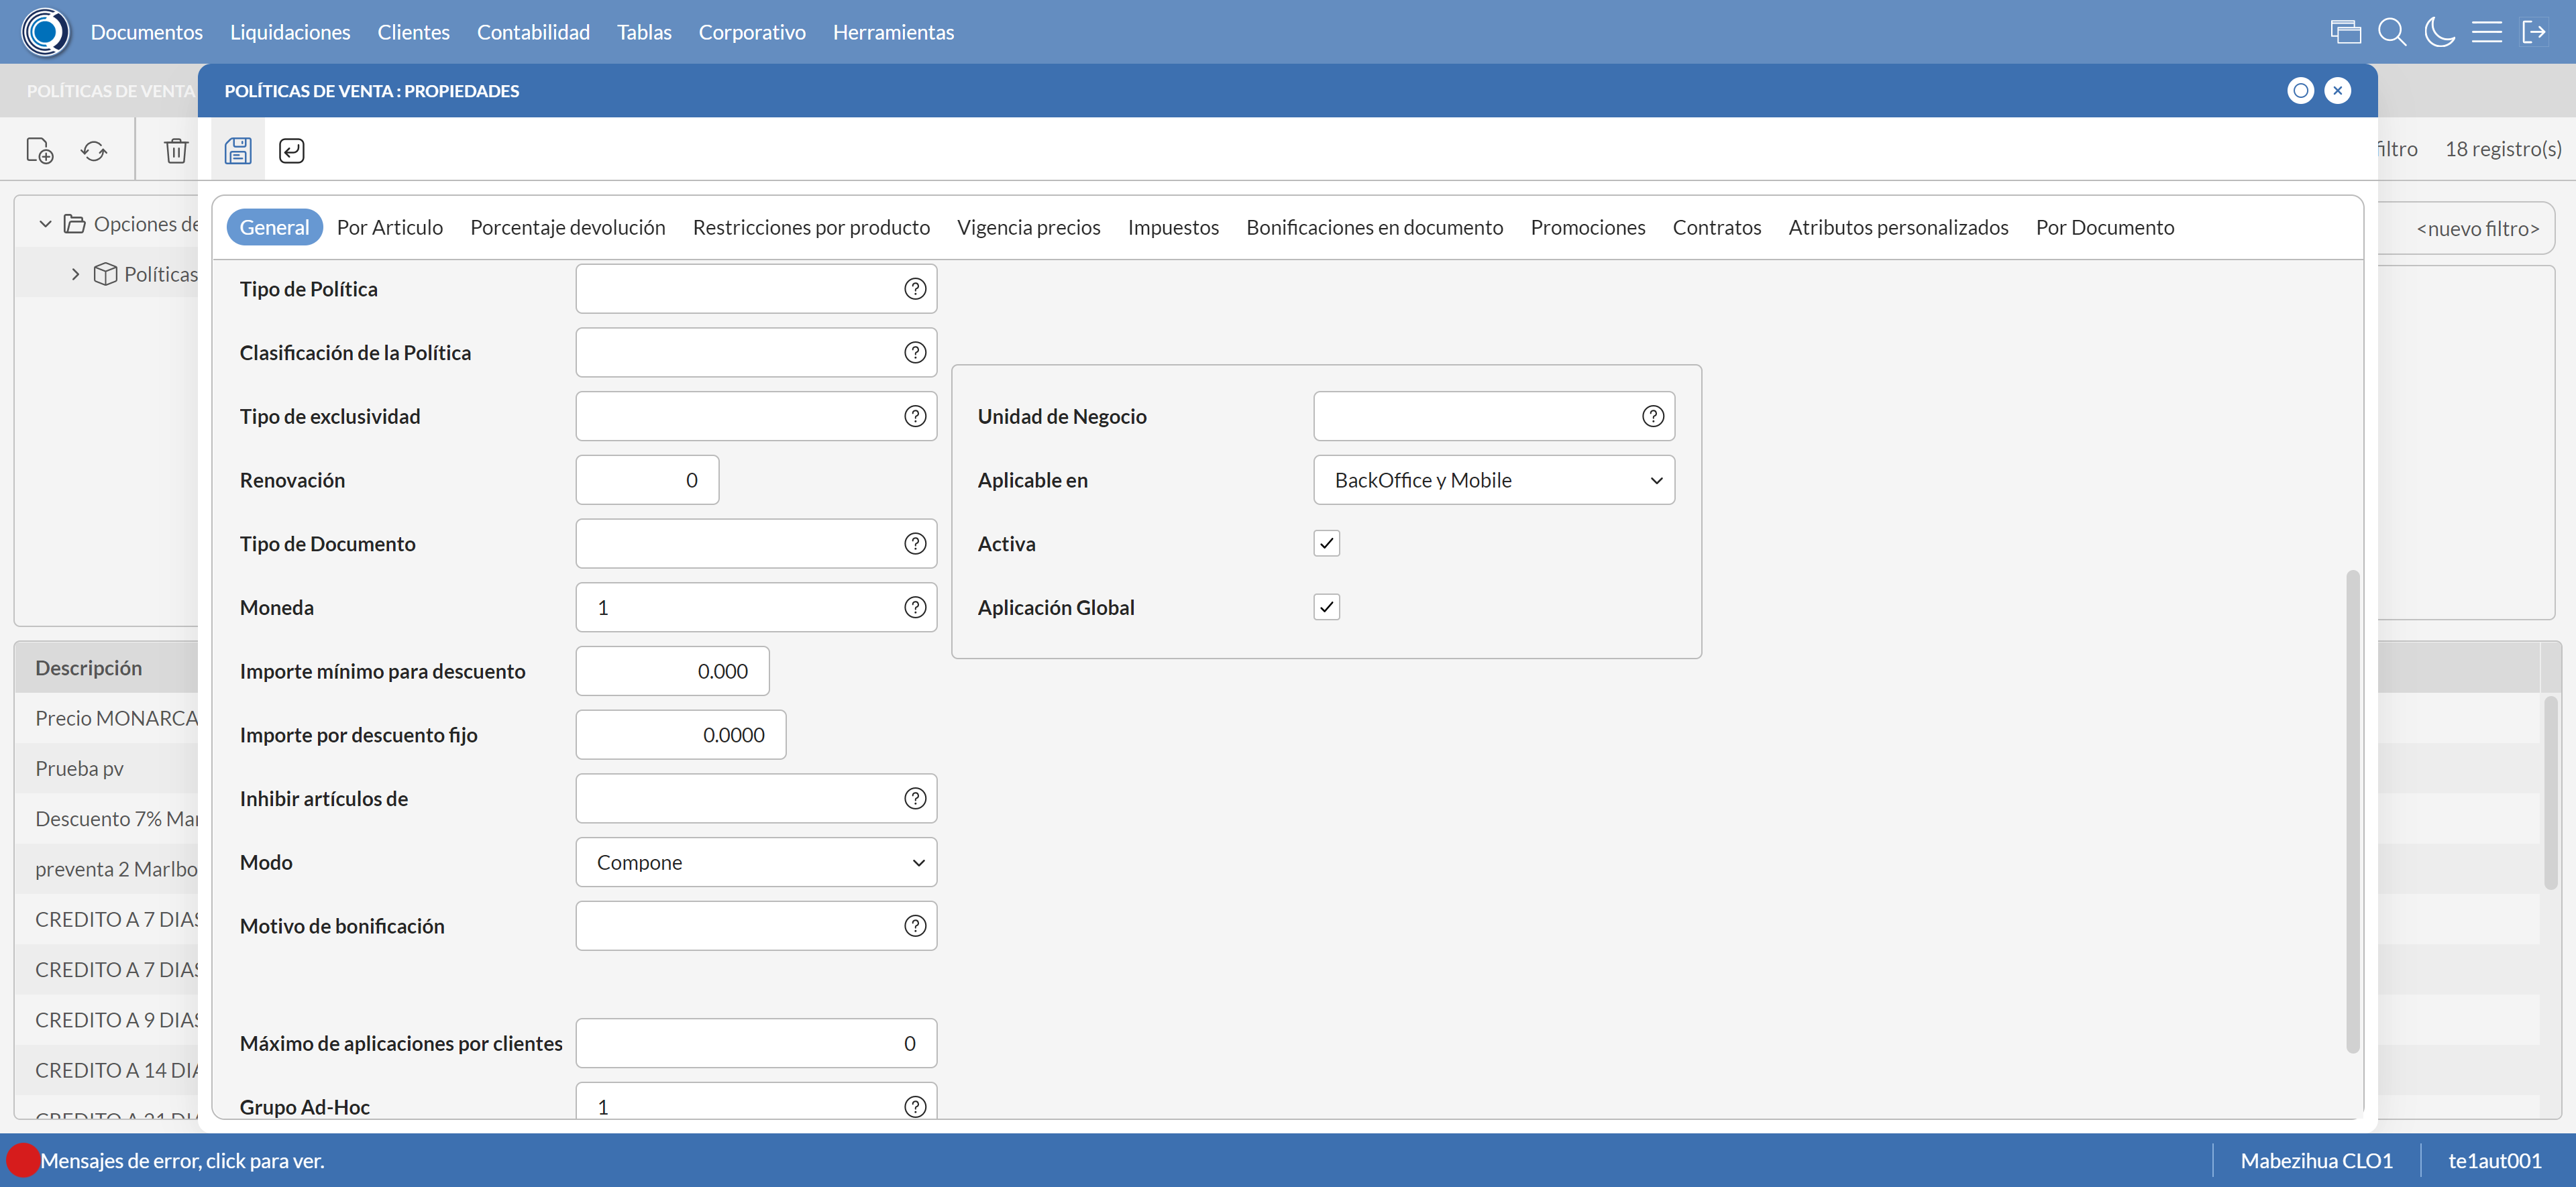 Documentos Liquidaciones Clientes Contabilidad Tablas Corporativo Herramientas
POLÍTICAS DE VENTA
POLÍTICAS DE VENTA : PROPIEDADES
filtro 18 registro(s)
Opciones de
Políticas
<nuevo filtro>
General Por Articulo Porcentaje devolución Restricciones por producto Vigencia precios Impuestos Bonificaciones en documento Promociones Contratos Atributos personalizados Por Documento
Tipo de Política
Clasificación de la Política
Tipo de exclusividad
Unidad de Negocio
Renovación 0
Aplicable en BackOffice y Mobile
Tipo de Documento
Activa
Moneda 1
Aplicación Global
Importe mínimo para descuento 0.000
Importe por descuento fijo 0.0000
Inhibir artículos de
Modo Compone
Motivo de bonificación
Máximo de aplicaciones por clientes 0
Grupo Ad-Hoc 1
Descripción
Precio MONARCA
Prueba pv
Descuento 7% Mar
preventa 2 Marlbo
CREDITO A 7 DIAS
CREDITO A 7 DIAS
CREDITO A 9 DIAS
CREDITO A 14 DIA
CREDITO A 21 DI
Mensajes de error, click para ver.
Mabezihua CLO1 te1aut001